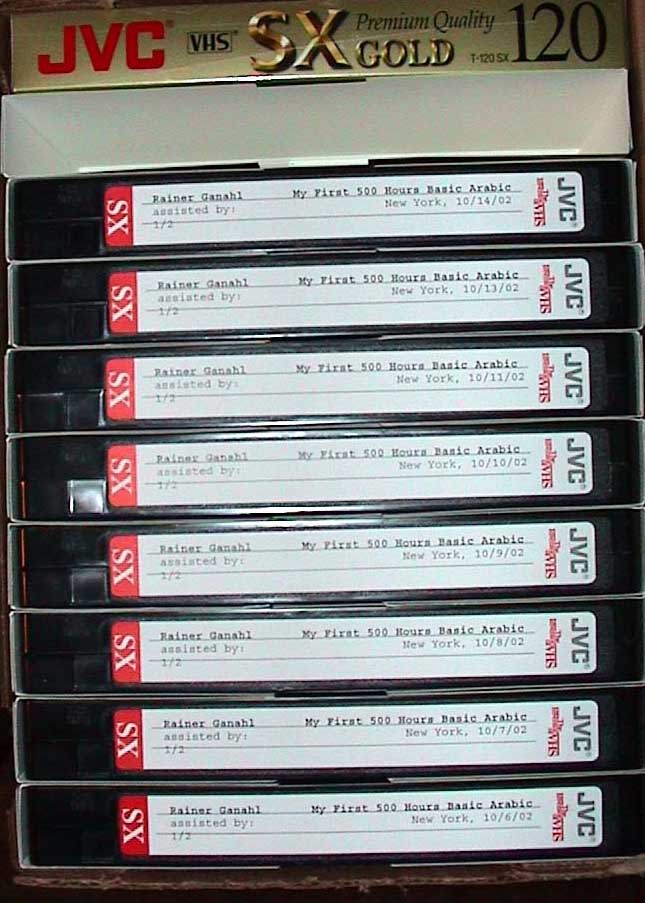 JVC VHS SX GOLD Premium Quality T-120 SX 120
SX Rainer Ganahl My First 500 Hours Basic Arabic JVC
assisted by: New York, 10/14/02 VHS
1/2
SX Rainer Ganahl My First 500 Hours Basic Arabic JVC
assisted by: New York, 10/13/02 VHS
1/2
SX Rainer Ganahl My First 500 Hours Basic Arabic JVC
assisted by: New York, 10/11/02 VHS
1/2
SX Rainer Ganahl My First 500 Hours Basic Arabic JVC
assisted by: New York, 10/10/02 VHS
1/2
SX Rainer Ganahl My First 500 Hours Basic Arabic JVC
assisted by: New York, 10/9/02 VHS
1/2
SX Rainer Ganahl My First 500 Hours Basic Arabic JVC
assisted by: New York, 10/8/02 VHS
1/2
SX Rainer Ganahl My First 500 Hours Basic Arabic JVC
assisted by: New York, 10/7/02 VHS
1/2
SX Rainer Ganahl My First 500 Hours Basic Arabic JVC
assisted by: New York, 10/6/02 VHS
1/2